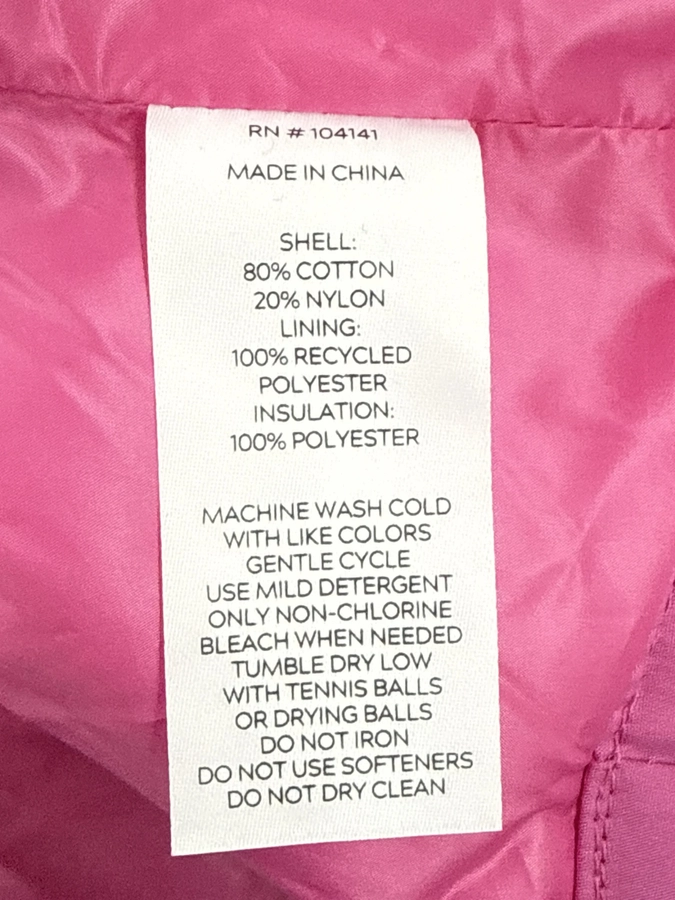 RN # 104141
MADE IN CHINA
SHELL:
80% COTTON
20% NYLON
LINING:
100% RECYCLED
POLYESTER
INSULATION:
100% POLYESTER
MACHINE WASH COLD
WITH LIKE COLORS
GENTLE CYCLE
USE MILD DETERGENT
ONLY NON-CHLORINE
BLEACH WHEN NEEDED
TUMBLE DRY LOW
WITH TENNIS BALLS
OR DRYING BALLS
DO NOT IRON
DO NOT USE SOFTENERS
DO NOT DRY CLEAN